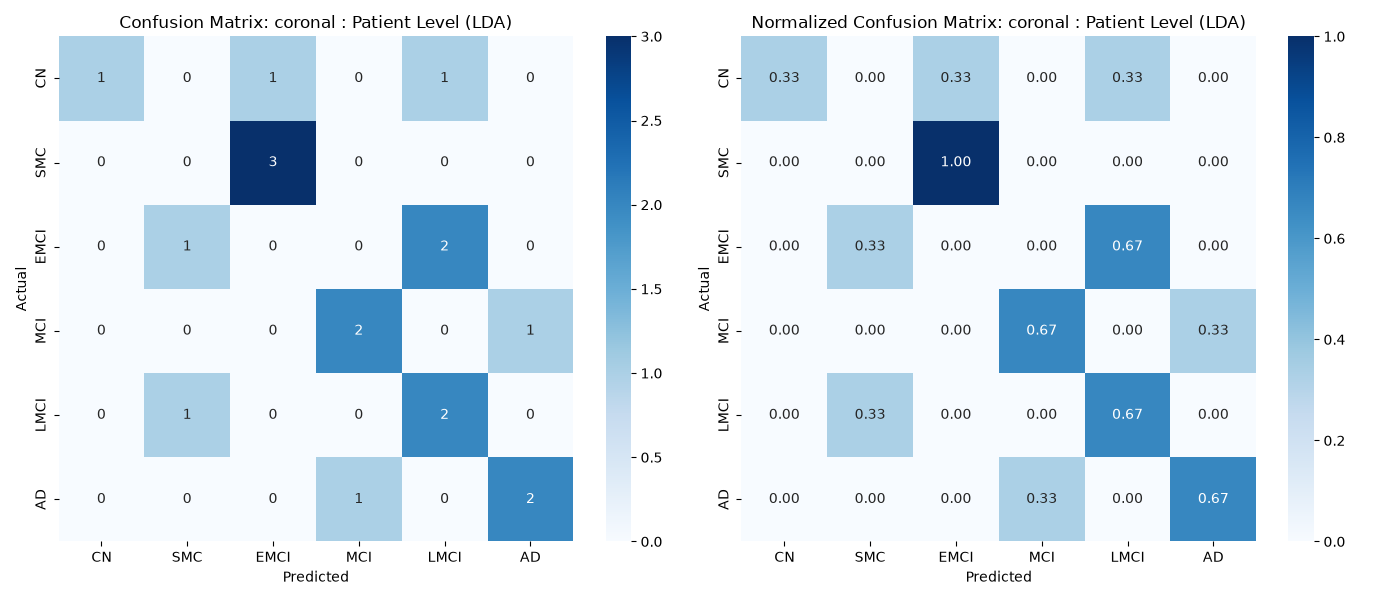 Confusion Matrix: coronal : Patient Level (LDA)
CN 1 0 1 0 1 0
SMC 0 0 3 0 0 0
EMCI 0 1 0 0 2 0
MCI 0 0 0 2 0 1
LMCI 0 1 0 0 2 0
AD 0 0 0 1 0 2
CN SMC EMCI MCI LMCI AD
Predicted
Actual
3.0
2.5
2.0
1.5
1.0
0.5
0.0
Normalized Confusion Matrix: coronal : Patient Level (LDA)
CN 0.33 0.00 0.33 0.00 0.33 0.00
SMC 0.00 0.00 1.00 0.00 0.00 0.00
EMCI 0.00 0.33 0.00 0.00 0.67 0.00
MCI 0.00 0.00 0.00 0.67 0.00 0.33
LMCI 0.00 0.33 0.00 0.00 0.67 0.00
AD 0.00 0.00 0.00 0.33 0.00 0.67
CN SMC EMCI MCI LMCI AD
Predicted
Actual
1.0
0.8
0.6
0.4
0.2
0.0